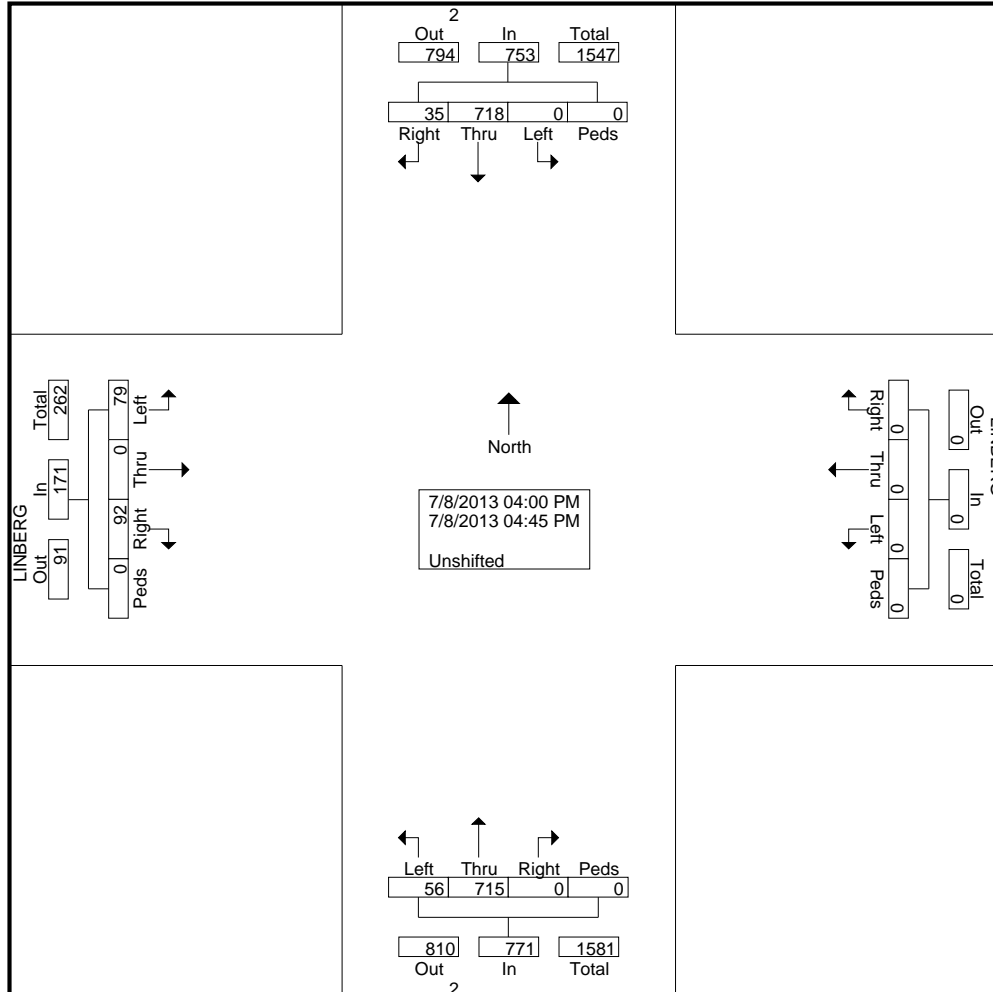 2
Out In Total
794 753 1547
35 718 0 0
Right Thru Left Peds
LINBERG
Total In Out
262 171 91
79 0 92 0
Left Thru Right Peds
North
7/8/2013 04:00 PM
7/8/2013 04:45 PM
Unshifted
Right Thru Left Peds
0 0 0 0
Out In Total
0 0 0
Left Thru Right Peds
56 715 0 0
810 771 1581
Out In Total
2